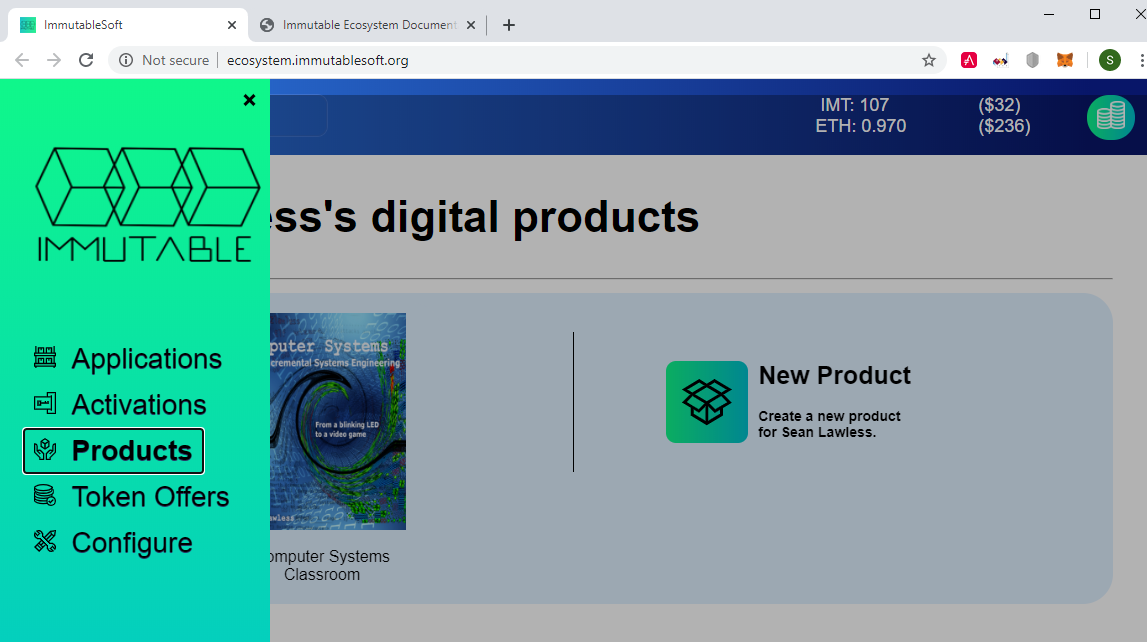 ImmutableSoft
Immutable Ecosystem Document
Not secure
ecosystem.immutablesoft.org
S
IMT: 107 ($32)
ETH: 0.970 ($236)
IMMUTABLE
ess's digital products
Applications
Activations
Products
Token Offers
Configure
puter Systems
cremental Systems Engineering
From a blinking LED
to a video game
wless
omputer Systems
Classroom
New Product
Create a new product
for Sean Lawless.